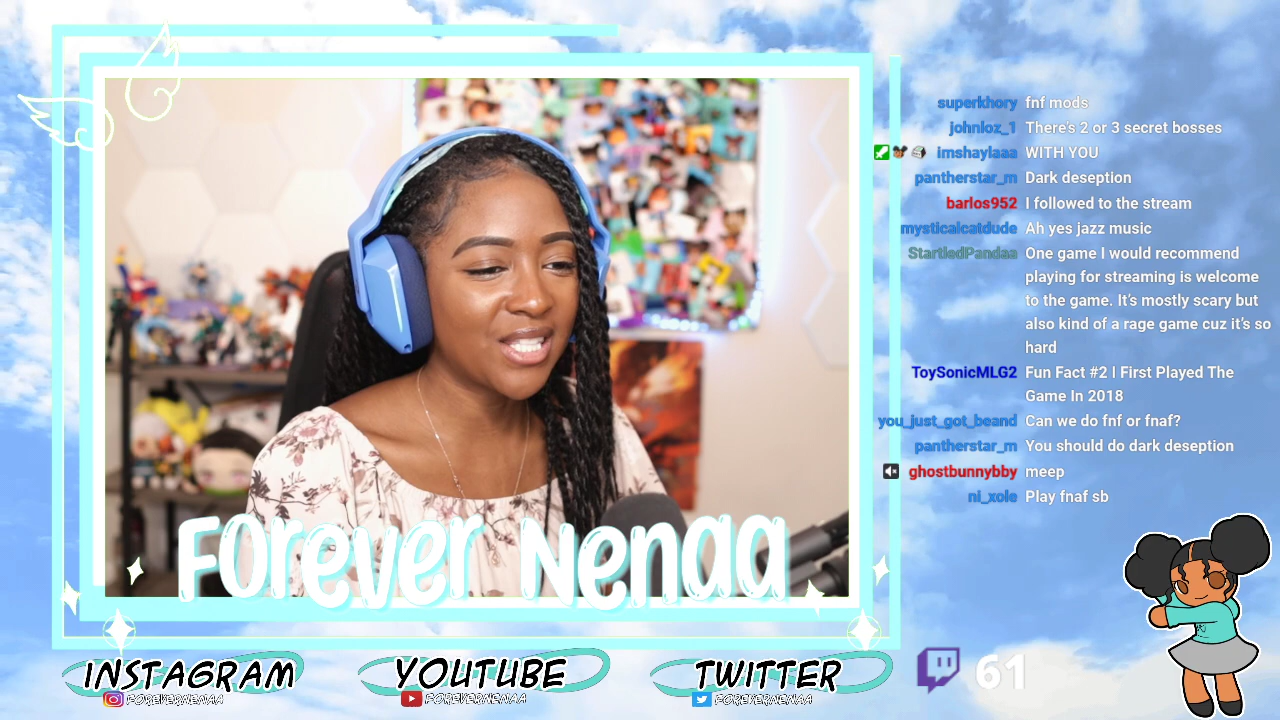 superkhory fnf mods
johnloz_1 There's 2 or 3 secret bosses
imshaylaaa WITH YOU
pantherstar_m Dark deseption
barlos952 I followed to the stream
mysticalcatdude Ah yes jazz music
StartledPandaa One game I would recommend
playing for streaming is welcome
to the game. It's mostly scary but
also kind of a rage game cuz it's so
hard
ToySonicMLG2 Fun Fact #2 I First Played The
Game In 2018
you_just_got_beand Can we do fnf or fnaf?
pantherstar_m You should do dark deseption
ghostbunnybby meep
ni_xole Play fnaf sb
Forever Nenaa
INSTAGRAM YOUTUBE TWITTER
FOREVERNENAA FOREVERNENAA FOREVERNENAA
61